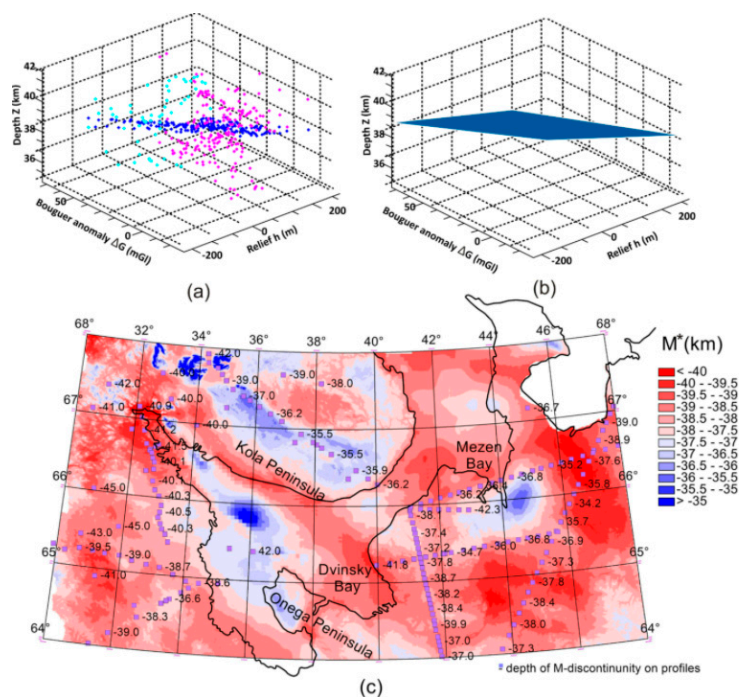 42
40
38
36
Depth Z (km)
50
0
Bouguer anomaly ΔG (mGl)
-200
0
200
Relief h (m)
(a)
42
40
38
36
Depth Z (km)
50
0
Bouguer anomaly ΔG (mGl)
-200
0
200
Relief h (m)
(b)
68° 32° 34° 36° 38° 40° 42° 44° 46° 68°
67° 67°
66° 66°
65° 65°
64° 64°
-42.0
-39.0
-39.0
-38.0
-42.0
-37.0
-41.0
-40.0
-40.0
-36.2
-35.5
-35.5
-35.9
-36.2
-36.7
-39.0
-38.9
-37.6
-35.2
-36.8
-34.2
-42.3
-38.1
-35.7
-45.0
-40.3
-40.5
-40.3
-43.0
-39.5
-39.0
-41.0
-38.7
-38.6
-36.6
-38.3
-39.0
-42.0
-41.8
-37.4
-37.2
-37.8
-38.7
-38.2
-38.4
-39.9
-37.0
-37.0
-36.0
-36.8
-36.9
-37.3
-37.8
-38.4
-38.0
-37.3
Kola Peninsula
Mezen
Bay
Dvinsky
Bay
Onega Peninsula
M*(km)
< -40
-40 - -39.5
-39.5 - -39
-39 - -38.5
-38.5 - -38
-38 - -37.5
-37.5 - -37
-37 - -36.5
-36.5 - -36
-36 - -35.5
-35.5 - -35
> -35
depth of M-discontinunity on profiles
(c)